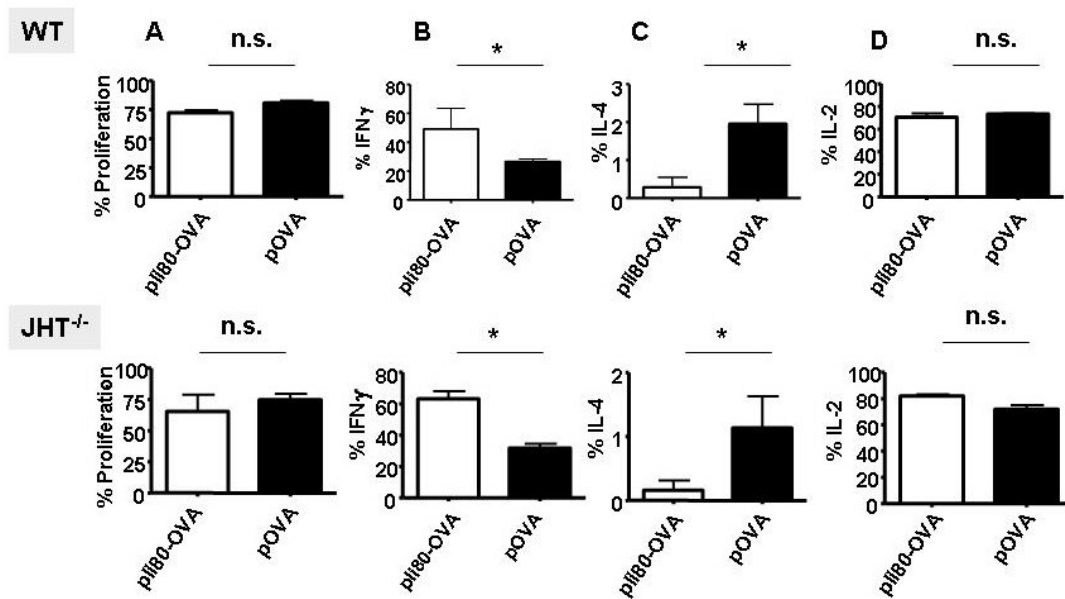 WT
A
n.s.
% Proliferation
100
75
50
25
0
pIi80-OVA
pOVA
B
*
% IFNγ
80
60
40
20
0
pIi80-OVA
pOVA
C
*
% IL-4
3
2
1
0
pIi80-OVA
pOVA
D
n.s.
% IL-2
100
80
60
40
20
0
pIi80-OVA
pOVA
JHT-/-
n.s.
% Proliferation
100
75
50
25
0
pIi80-OVA
pOVA
*
% IFNγ
80
60
40
20
0
pIi80-OVA
pOVA
*
% IL-4
2
1
0
pIi80-OVA
pOVA
n.s.
% IL-2
100
80
60
40
20
0
pIi80-OVA
pOVA